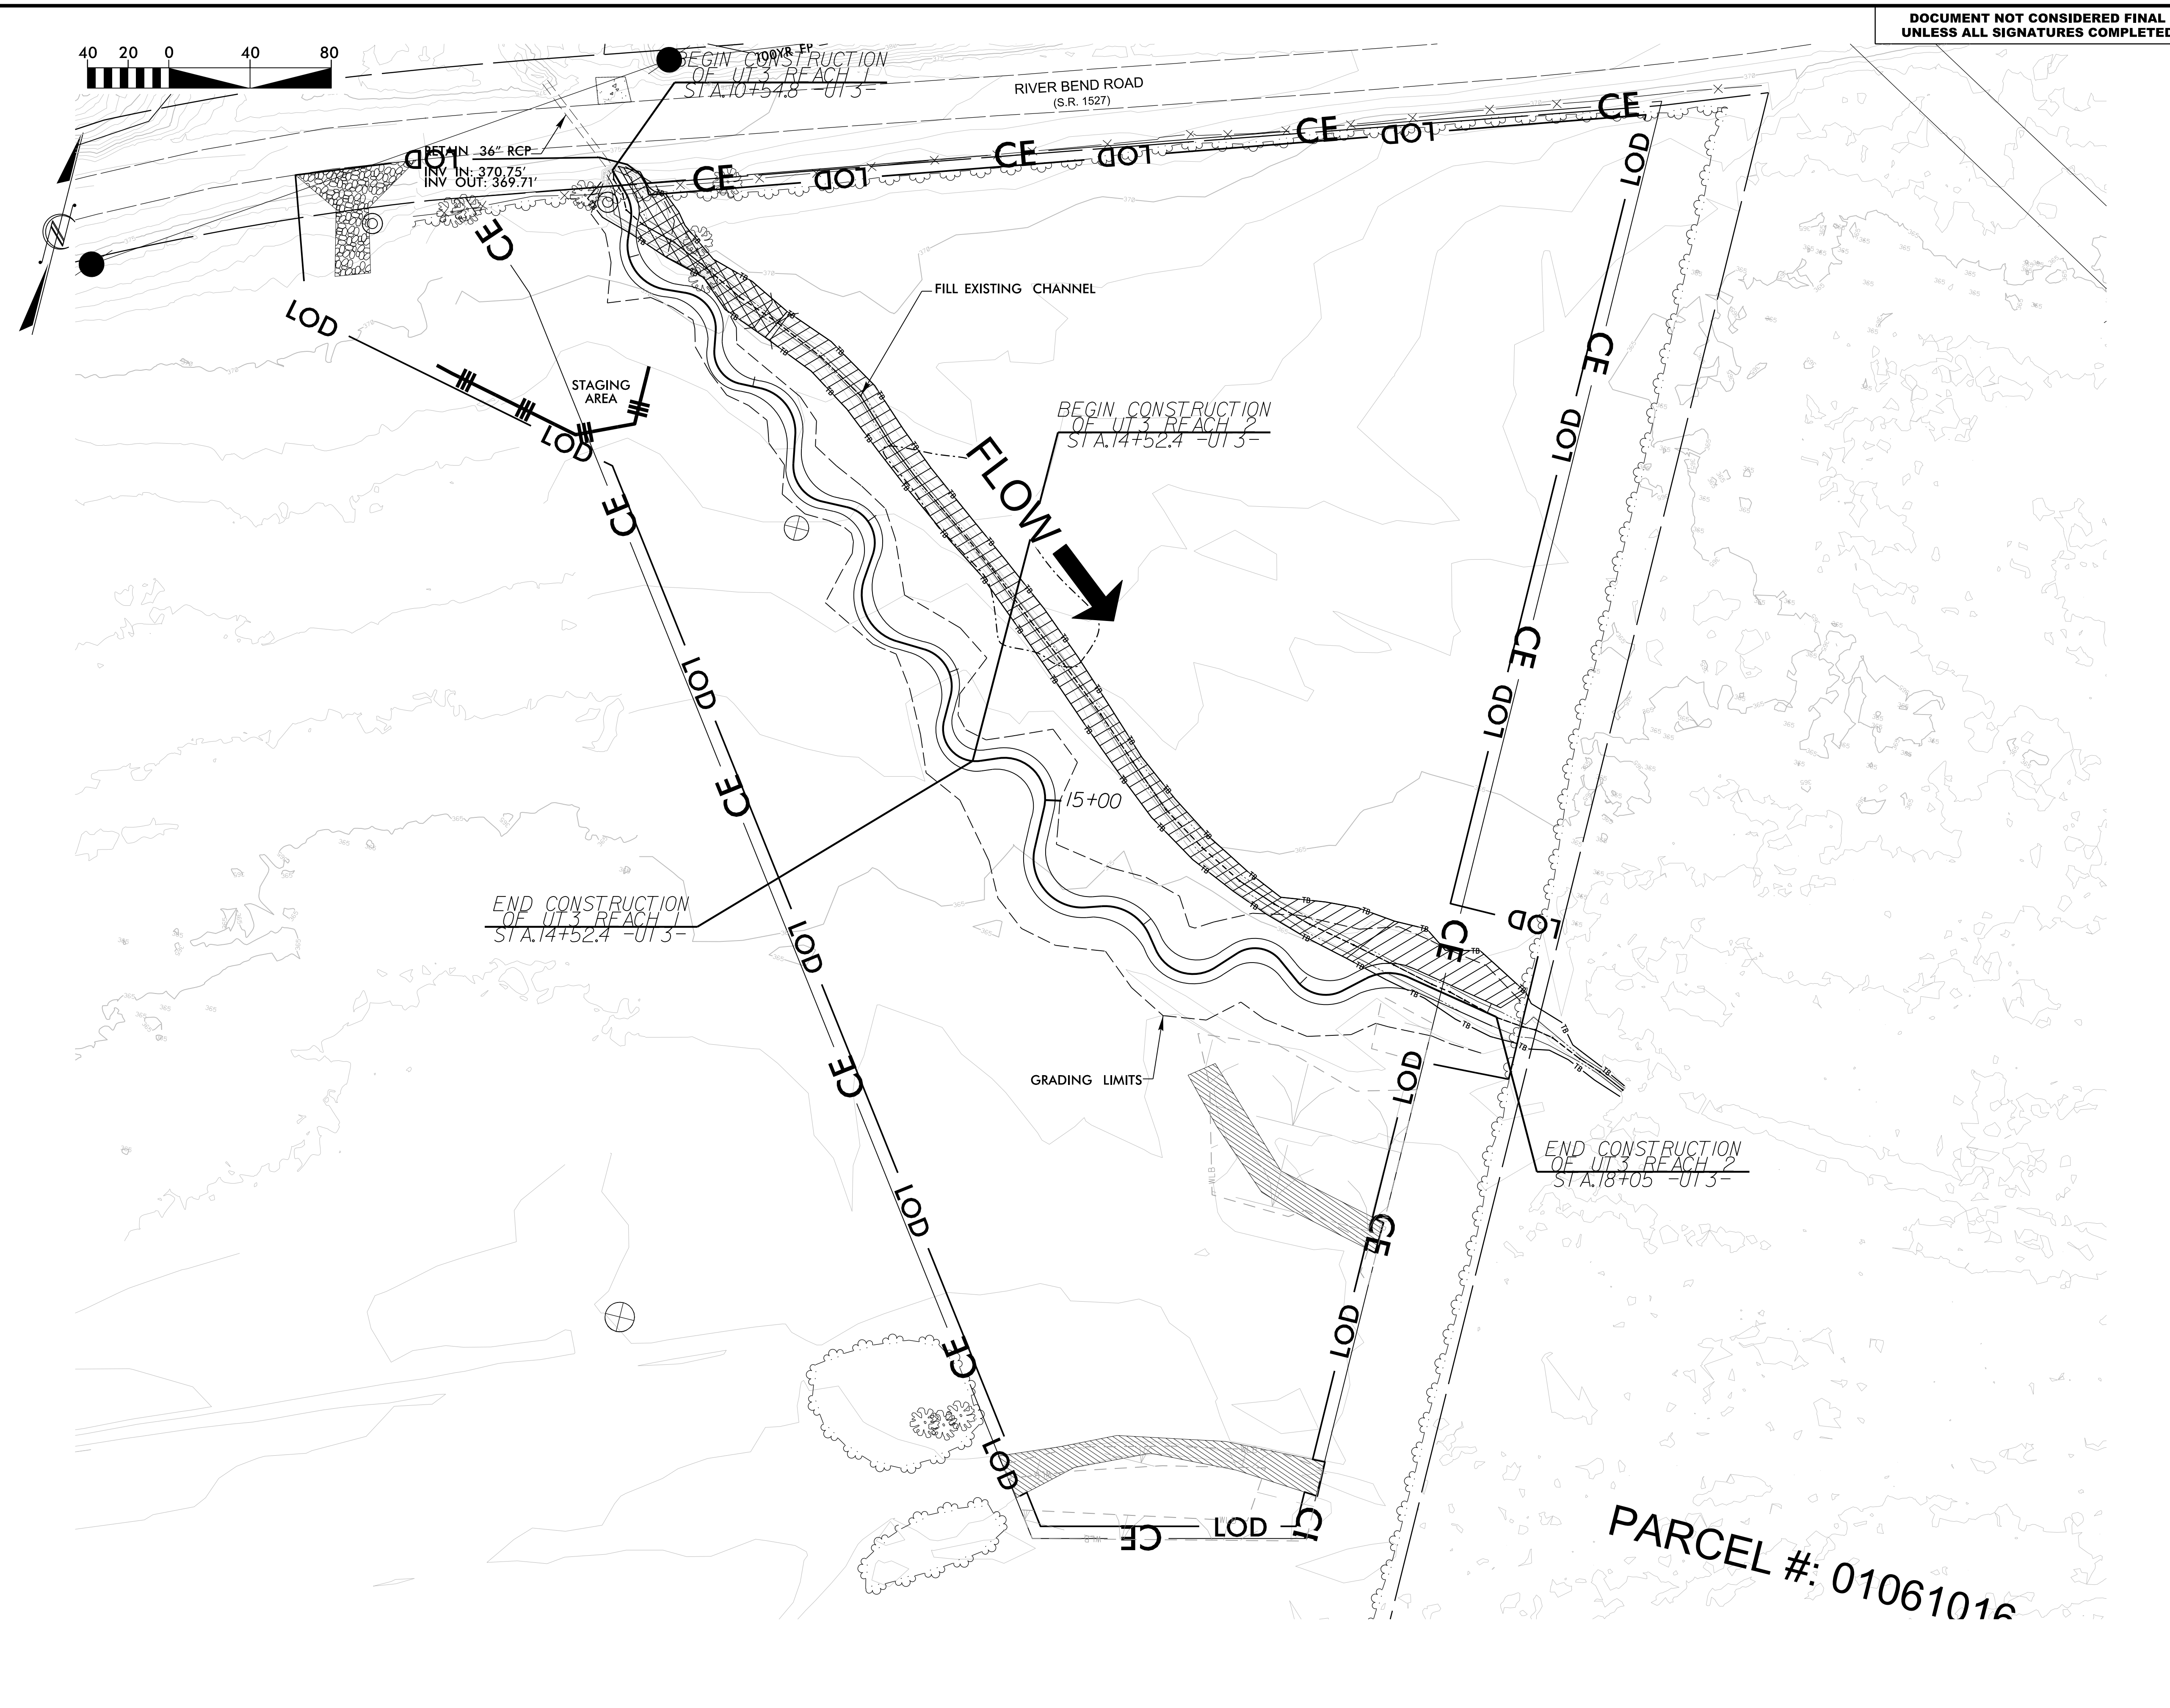 DOCUMENT NOT CONSIDERED FINAL
UNLESS ALL SIGNATURES COMPLETED
40 20 0 40 80
100YR FP
BEGIN CONSTRUCTION
OF UT3 REACH 1
STA.10+54.8 -UT3-
RIVER BEND ROAD
(S.R. 1527)
RETAIN 36" RCP
INV IN: 370.75'
INV OUT: 369.71'
LOD
CE
LOD
CE
LOD
CE
LOD
CE
LOD
CE
LOD
FILL EXISTING CHANNEL
STAGING
AREA
LOD
CE
LOD
BEGIN CONSTRUCTION
OF UT3 REACH 2
STA.14+52.4 -UT3-
FLOW
CE
LOD
CE
LOD
CE
15+00
END CONSTRUCTION
OF UT3 REACH 1
STA.14+52.4 -UT3-
LOD
CE
LOD
CE
GRADING LIMITS
LOD
END CONSTRUCTION
OF UT3 REACH 2
STA.18+05 -UT3-
WLB
LOD
CE
LOD
CE
LOD
CE
LOD
WLB
PARCEL #: 01061016